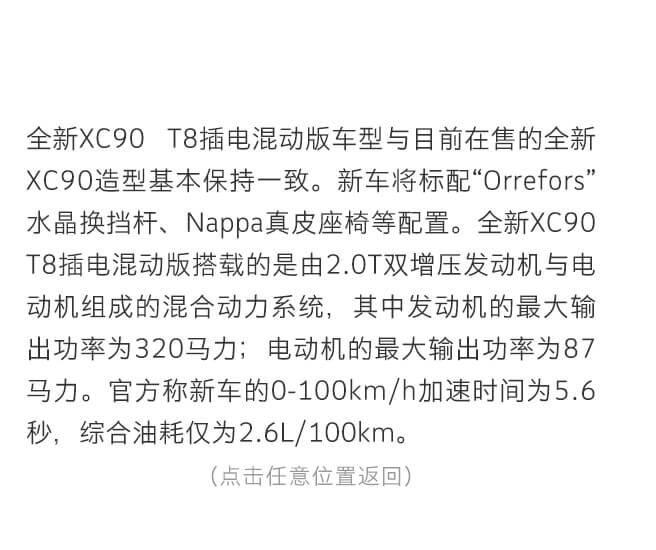 全新XC90 T8插电混动版车型与目前在售的全新
XC90造型基本保持一致。新车将标配“Orrefors”
水晶换挡杆、Nappa真皮座椅等配置。全新XC90
T8插电混动版搭载的是由2.0T双增压发动机与电
动机组成的混合动力系统，其中发动机的最大输
出功率为320马力；电动机的最大输出功率为87
马力。官方称新车的0-100km/h加速时间为5.6
秒，综合油耗仅为2.6L/100km。
（点击任意位置返回）